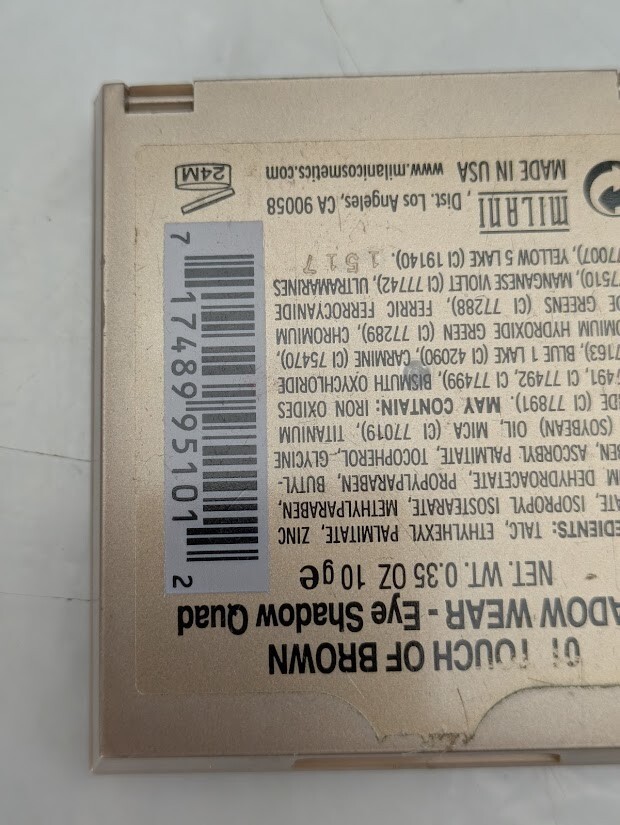 01 TOUCH OF BROWN
ADOW WEAR - Eye Shadow Quad
NET. WT. 0.35 OZ 10 g e
EDIENTS: TALC, ETHYLHEXYL PALMITATE, ZINC
ATE, ISOPROPYL ISOSTEARATE, METHYLPARABEN,
M DEHYDROACETATE, PROPYLPARABEN, BUTYL-
BEN, ASCORBYL PALMITATE, TOCOPHEROL, GLYCINE
(SOYBEAN) OIL, MICA (CI 77019), TITANIUM
DE (CI 77891). MAY CONTAIN: IRON OXIDES
491, CI 77492, CI 77499), BISMUTH OXYCHLORIDE
7163), BLUE 1 LAKE (CI 42090), CARMINE (CI 75470),
OMIUM HYDROXIDE GREEN (CI 77289), CHROMIUM
DE GREENS (CI 77288), FERRIC FERROCYANIDE
7510), MANGANESE VIOLET (CI 77742), ULTRAMARINES
77007), YELLOW 5 LAKE (CI 19140).
1517
MILANI , Dist. Los Angeles, CA 90058
MADE IN USA www.milanicosmetics.com
24M
7 17489 95101 2